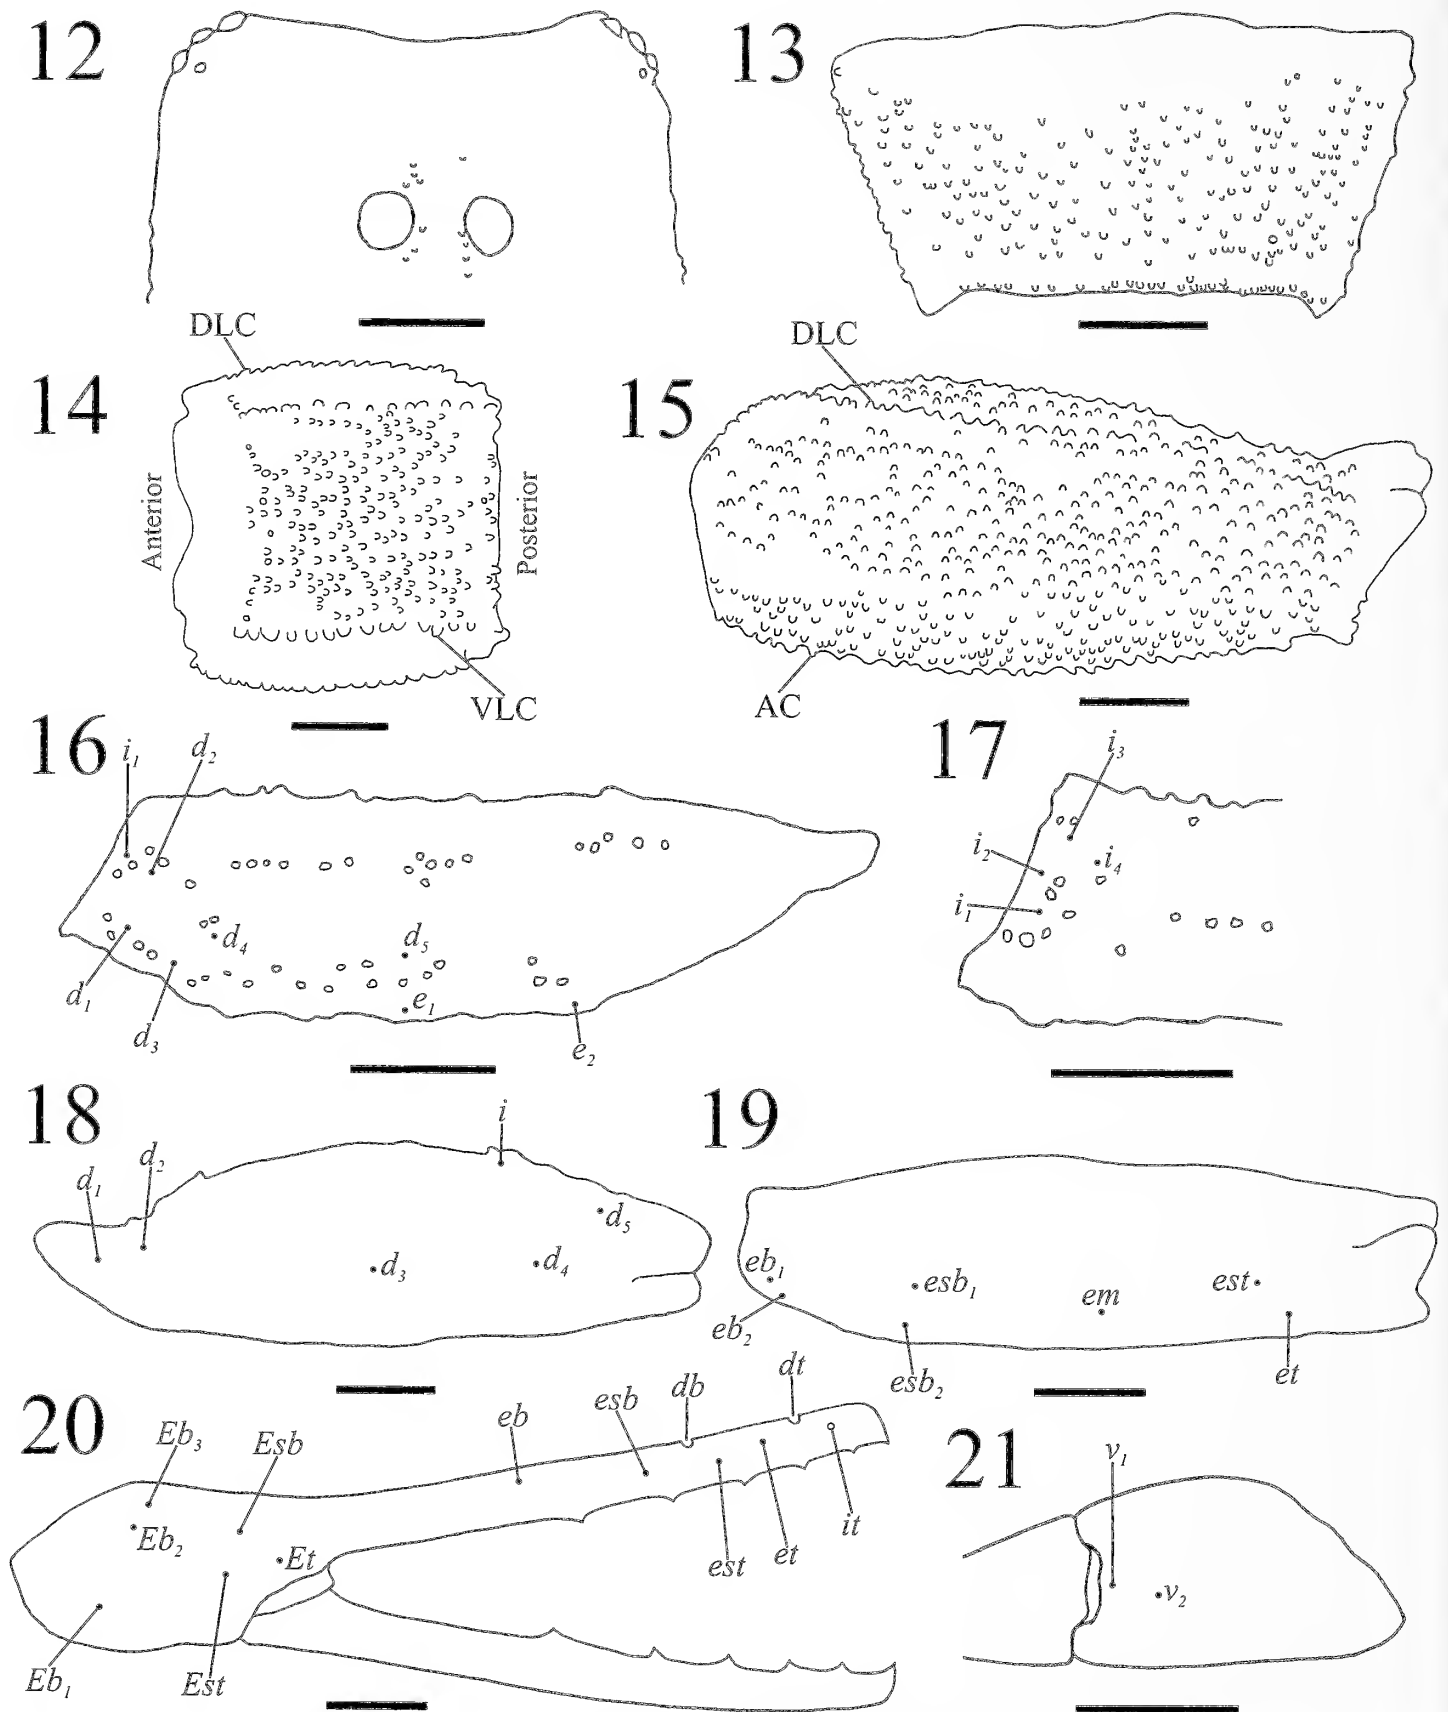 12
13
DLC
14
Anterior
Posterior
VLC
DLC
15
AC
16
i₁
d₂
d₄
d₅
d₁
d₃
e₁
e₂
17
i₃
i₂
i₄
i₁
18
i
d₁
d₂
d₃
d₄
d₅
19
eb₁
eb₂
esb₁
esb₂
em
est
et
20
Eb₃
Esb
Eb₂
Et
Eb₁
Est
eb
esb
db
dt
est
et
it
21
v₁
v₂